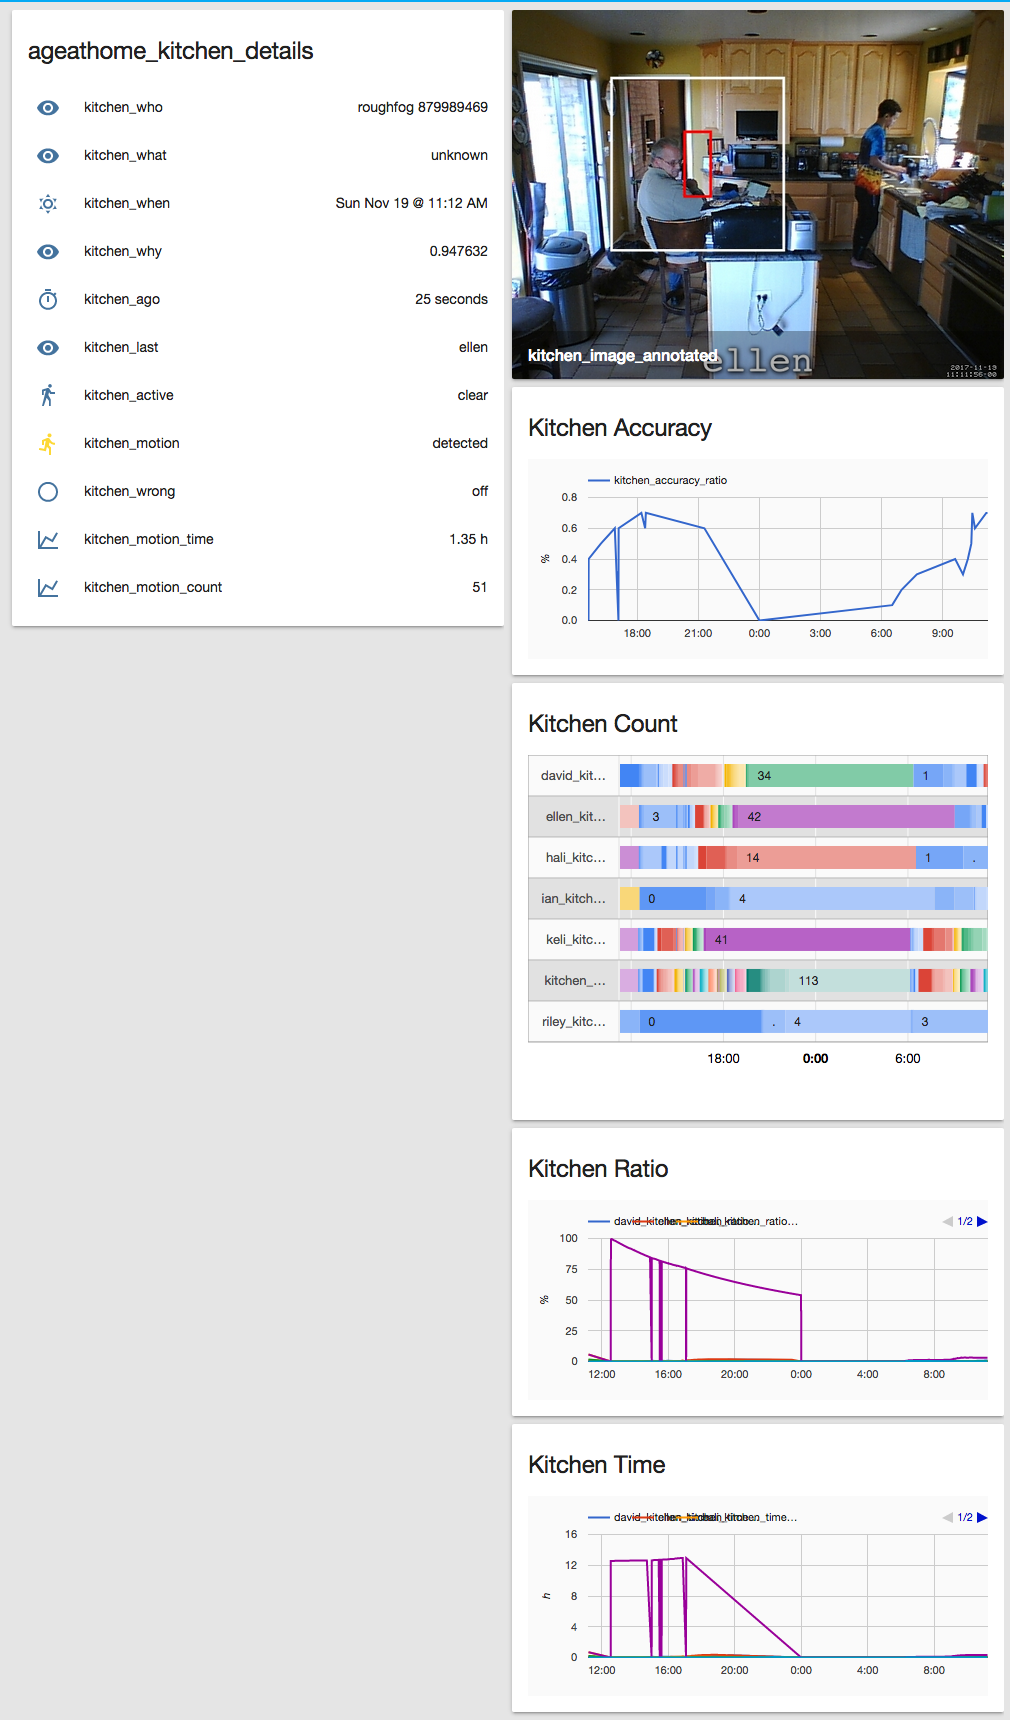 ageathome_kitchen_details
kitchen_who roughfog 879989469
kitchen_what unknown
kitchen_when Sun Nov 19 @ 11:12 AM
kitchen_why 0.947632
kitchen_ago 25 seconds
kitchen_last ellen
kitchen_active clear
kitchen_motion detected
kitchen_wrong off
kitchen_motion_time 1.35 h
kitchen_motion_count 51
kitchen_image_annotated
ellen
2017-11-19
11:11:56-00
Kitchen Accuracy
kitchen_accuracy_ratio
0.8
0.6
0.4
0.2
0.0
%
18:00 21:00 0:00 3:00 6:00 9:00
Kitchen Count
david_kit... 34 1
ellen_kit... 3 42
hali_kitc... 14 1 .
ian_kitch... 0 4
keli_kitc... 41
kitchen_... 113
riley_kitc... 0 . 4 3
18:00 0:00 6:00
Kitchen Ratio
1/2
100
75
50
25
0
%
12:00 16:00 20:00 0:00 4:00 8:00
Kitchen Time
1/2
16
12
8
4
0
h
12:00 16:00 20:00 0:00 4:00 8:00